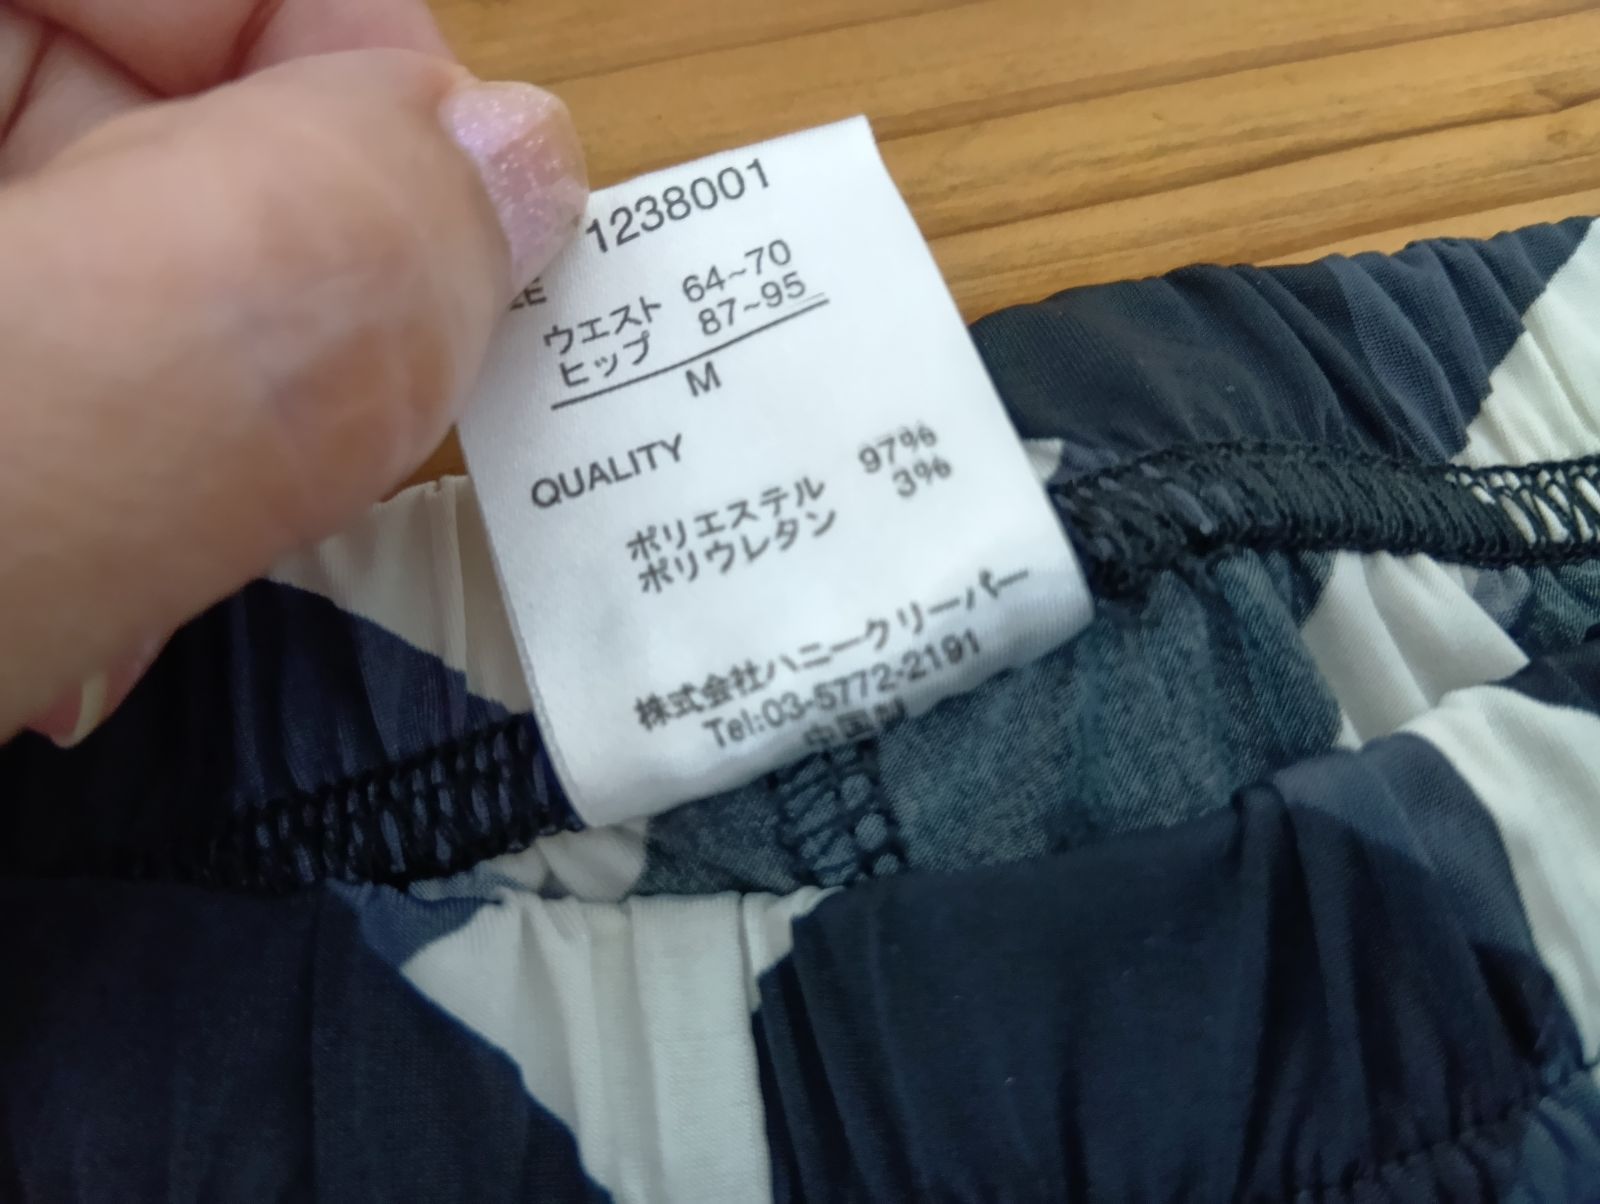 1238001
ZE
ウエスト 64~70
ヒップ 87~95
M
QUALITY
ポリエステル 97%
ポリウレタン 3%
株式会社ハニークリーパー
Tel:03-5772-2191
中国製